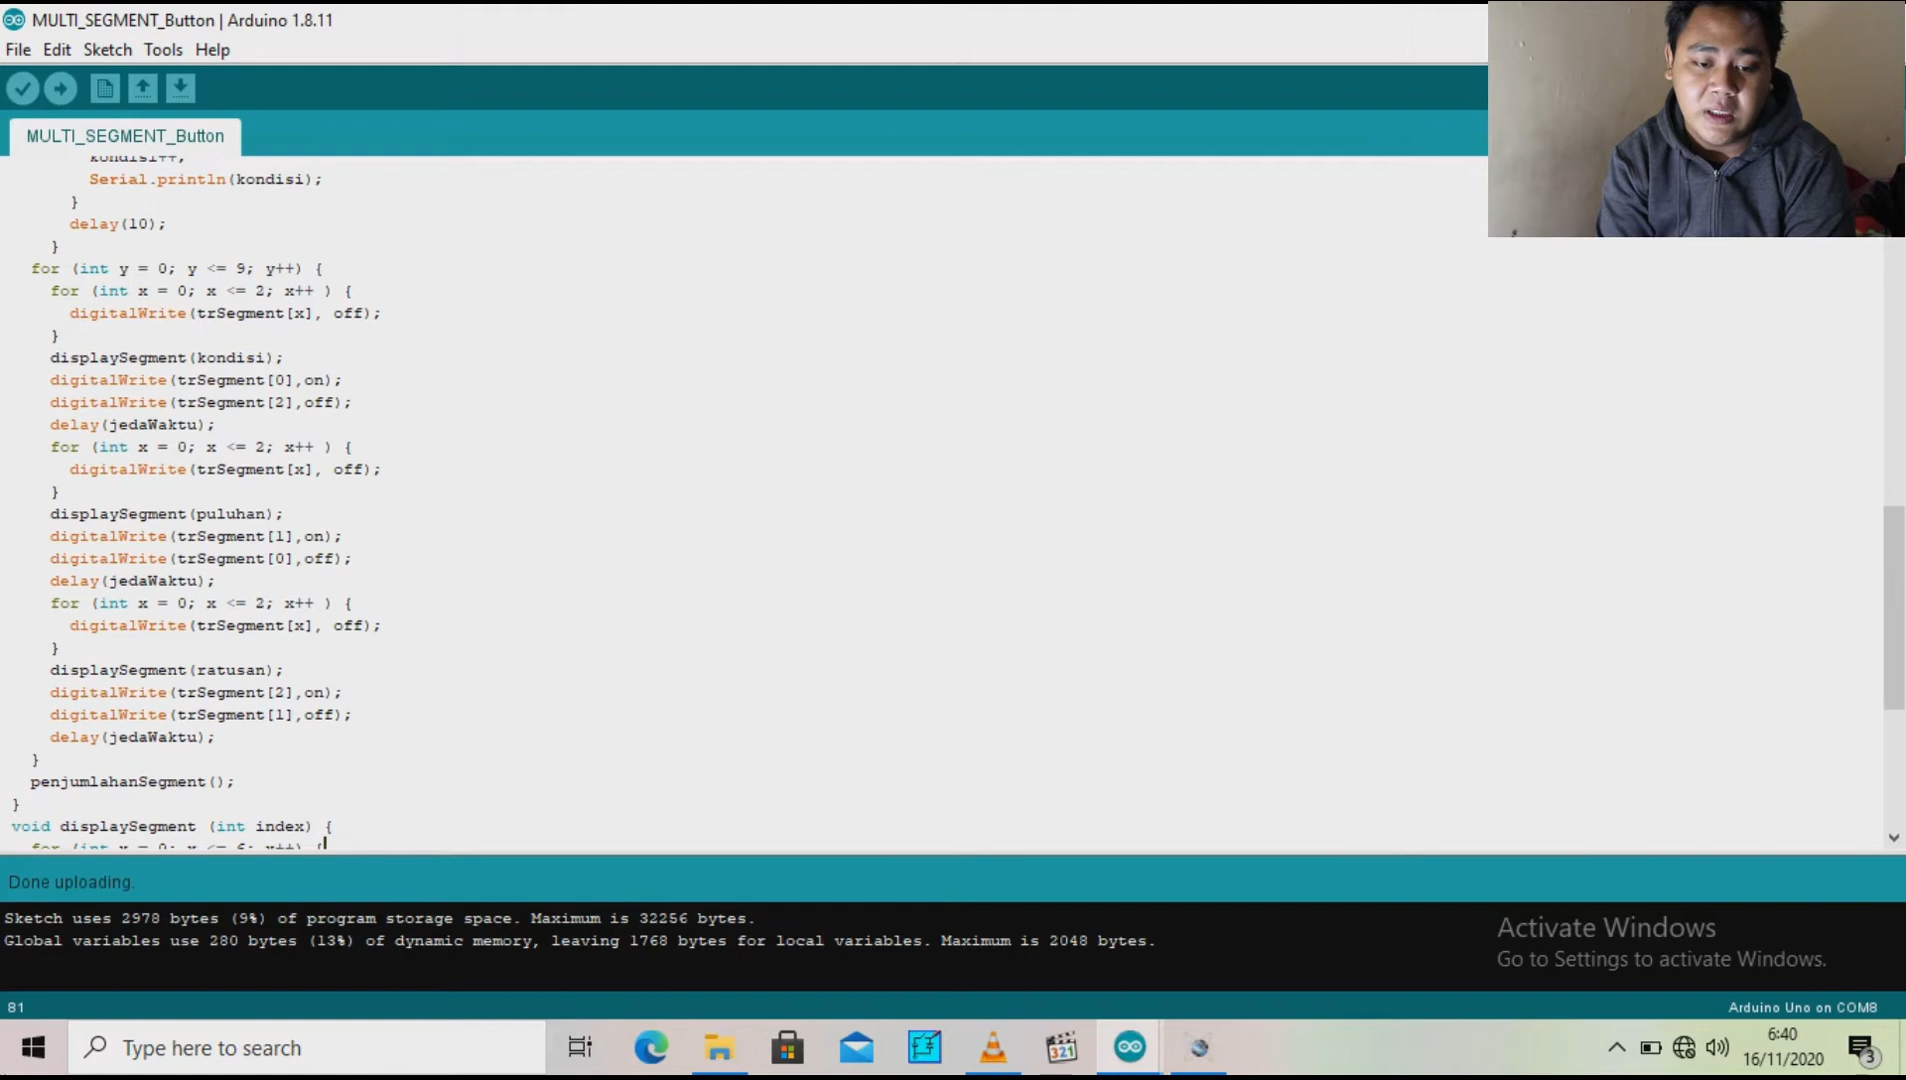 MULTI_SEGMENT_Button | Arduino 1.8.11
File Edit Sketch Tools Help
MULTI_SEGMENT_Button
kondisi++;
Serial.println(kondisi);
}
delay(10);
}
for (int y = 0; y <= 9; y++) {
for (int x = 0; x <= 2; x++ ) {
digitalWrite(trSegment[x], off);
}
displaySegment(kondisi);
digitalWrite(trSegment[0],on);
digitalWrite(trSegment[2],off);
delay(jedaWaktu);
for (int x = 0; x <= 2; x++ ) {
digitalWrite(trSegment[x], off);
}
displaySegment(puluhan);
digitalWrite(trSegment[1],on);
digitalWrite(trSegment[0],off);
delay(jedaWaktu);
for (int x = 0; x <= 2; x++ ) {
digitalWrite(trSegment[x], off);
}
displaySegment(ratusan);
digitalWrite(trSegment[2],on);
digitalWrite(trSegment[1],off);
delay(jedaWaktu);
}
penjumlahanSegment();
}
void displaySegment (int index) {
for (int x = 0; x <= 6; x++) {
Done uploading.
Sketch uses 2978 bytes (9%) of program storage space. Maximum is 32256 bytes.
Global variables use 280 bytes (13%) of dynamic memory, leaving 1768 bytes for local variables. Maximum is 2048 bytes.
Activate Windows
Go to Settings to activate Windows.
81
Arduino Uno on COM8
Type here to search
321
6:40
16/11/2020
3